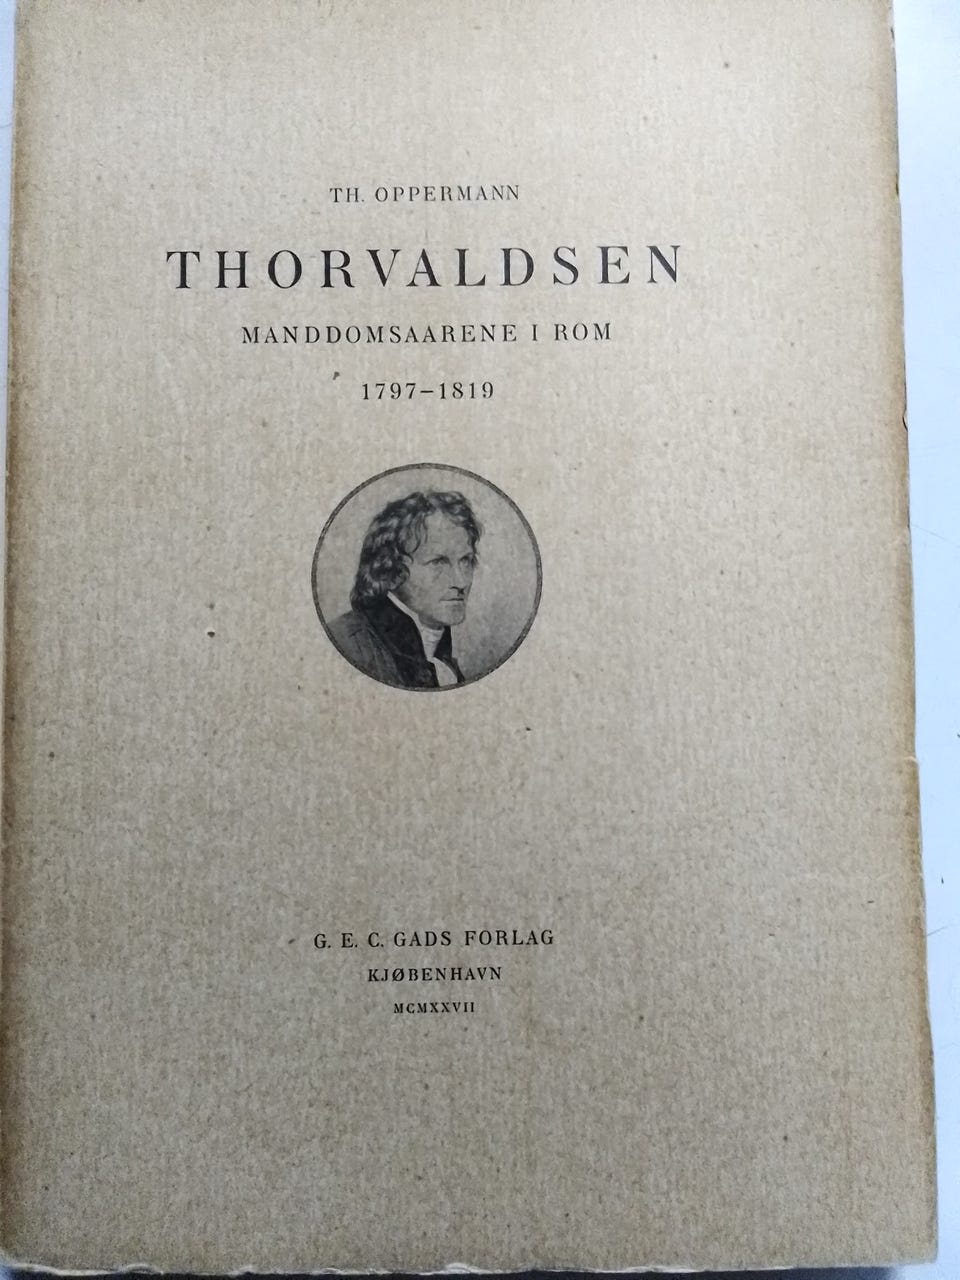 TH. OPPERMANN
THORVALDSEN
MANDDOMSAARENE I ROM
1797–1819
G. E. C. GADS FORLAG
KJØBENHAVN
MCMXXVII